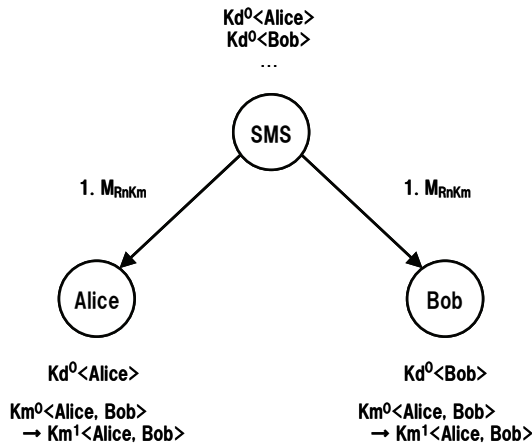 Kd⁰<Alice>
Kd⁰<Bob>
...
SMS
1. M_RnKm
1. M_RnKm
Alice
Bob
Kd⁰<Alice>
Kd⁰<Bob>
Km⁰<Alice, Bob>
→ Km¹<Alice, Bob>
Km⁰<Alice, Bob>
→ Km¹<Alice, Bob>